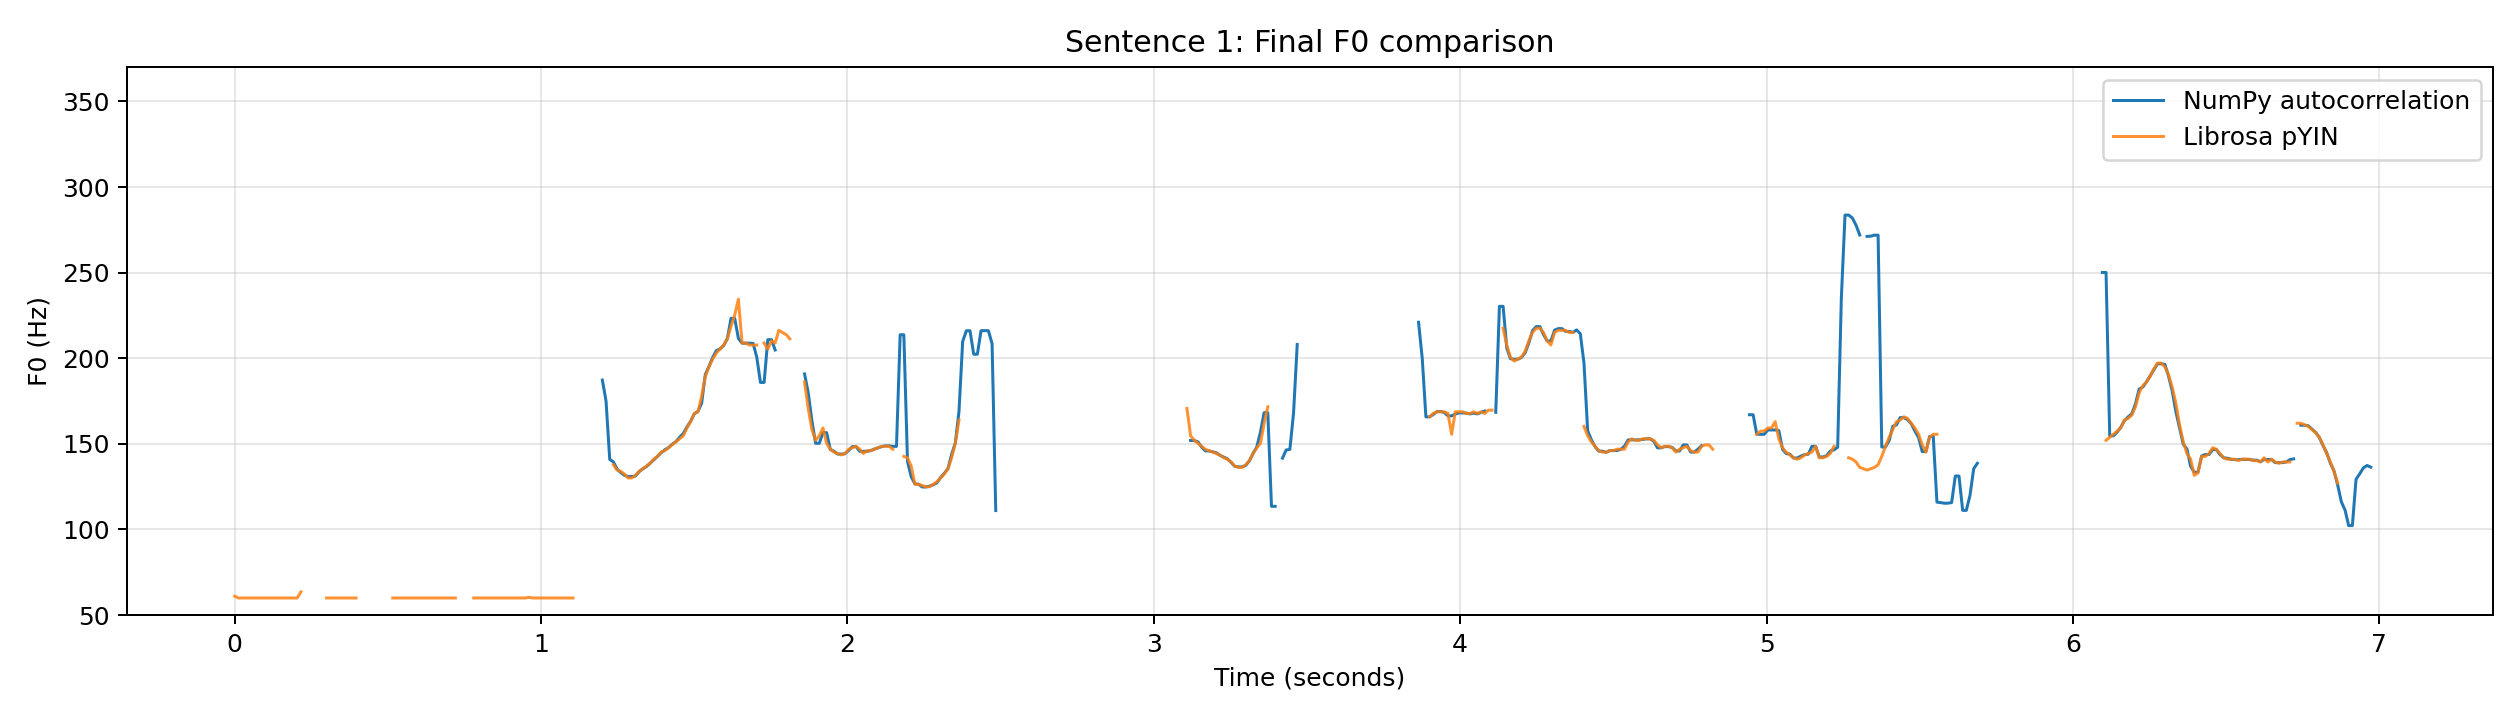 Sentence 1: Final F0 comparison
NumPy autocorrelation
Librosa pYIN
F0 (Hz)
350
300
250
200
150
100
50
0 1 2 3 4 5 6 7
Time (seconds)